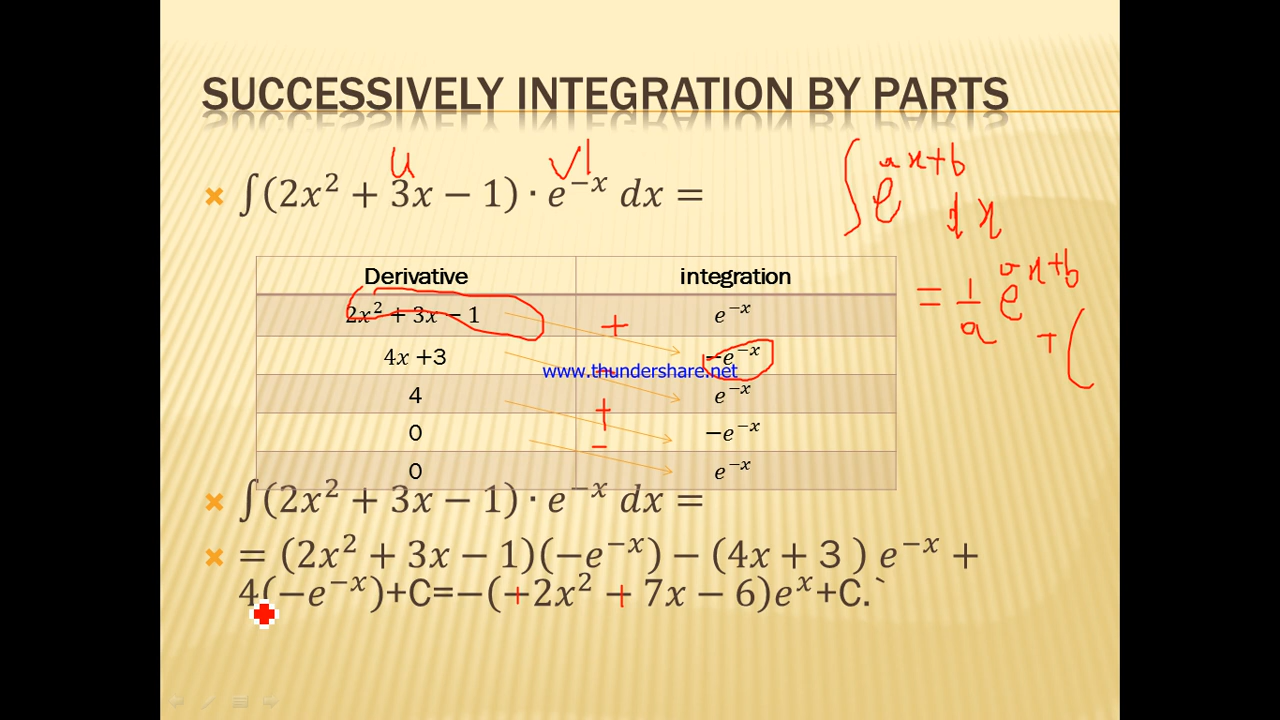 SUCCESSIVELY INTEGRATION BY PARTS
u v|
∫(2x² + 3x − 1) · e⁻ˣ dx =
∫ e^(ax+b) dx
= 1/a e^(ax+b) + C
Derivative integration
2x² + 3x − 1 + e⁻ˣ
4x +3 − −e⁻ˣ
www.thundershare.net
4 + e⁻ˣ
0 − −e⁻ˣ
0 e⁻ˣ
∫(2x² + 3x − 1) · e⁻ˣ dx =
= (2x² + 3x − 1)(−e⁻ˣ) − (4x + 3 ) e⁻ˣ +
4(−e⁻ˣ)+C=−(+2x² + 7x − 6)eˣ+C.`